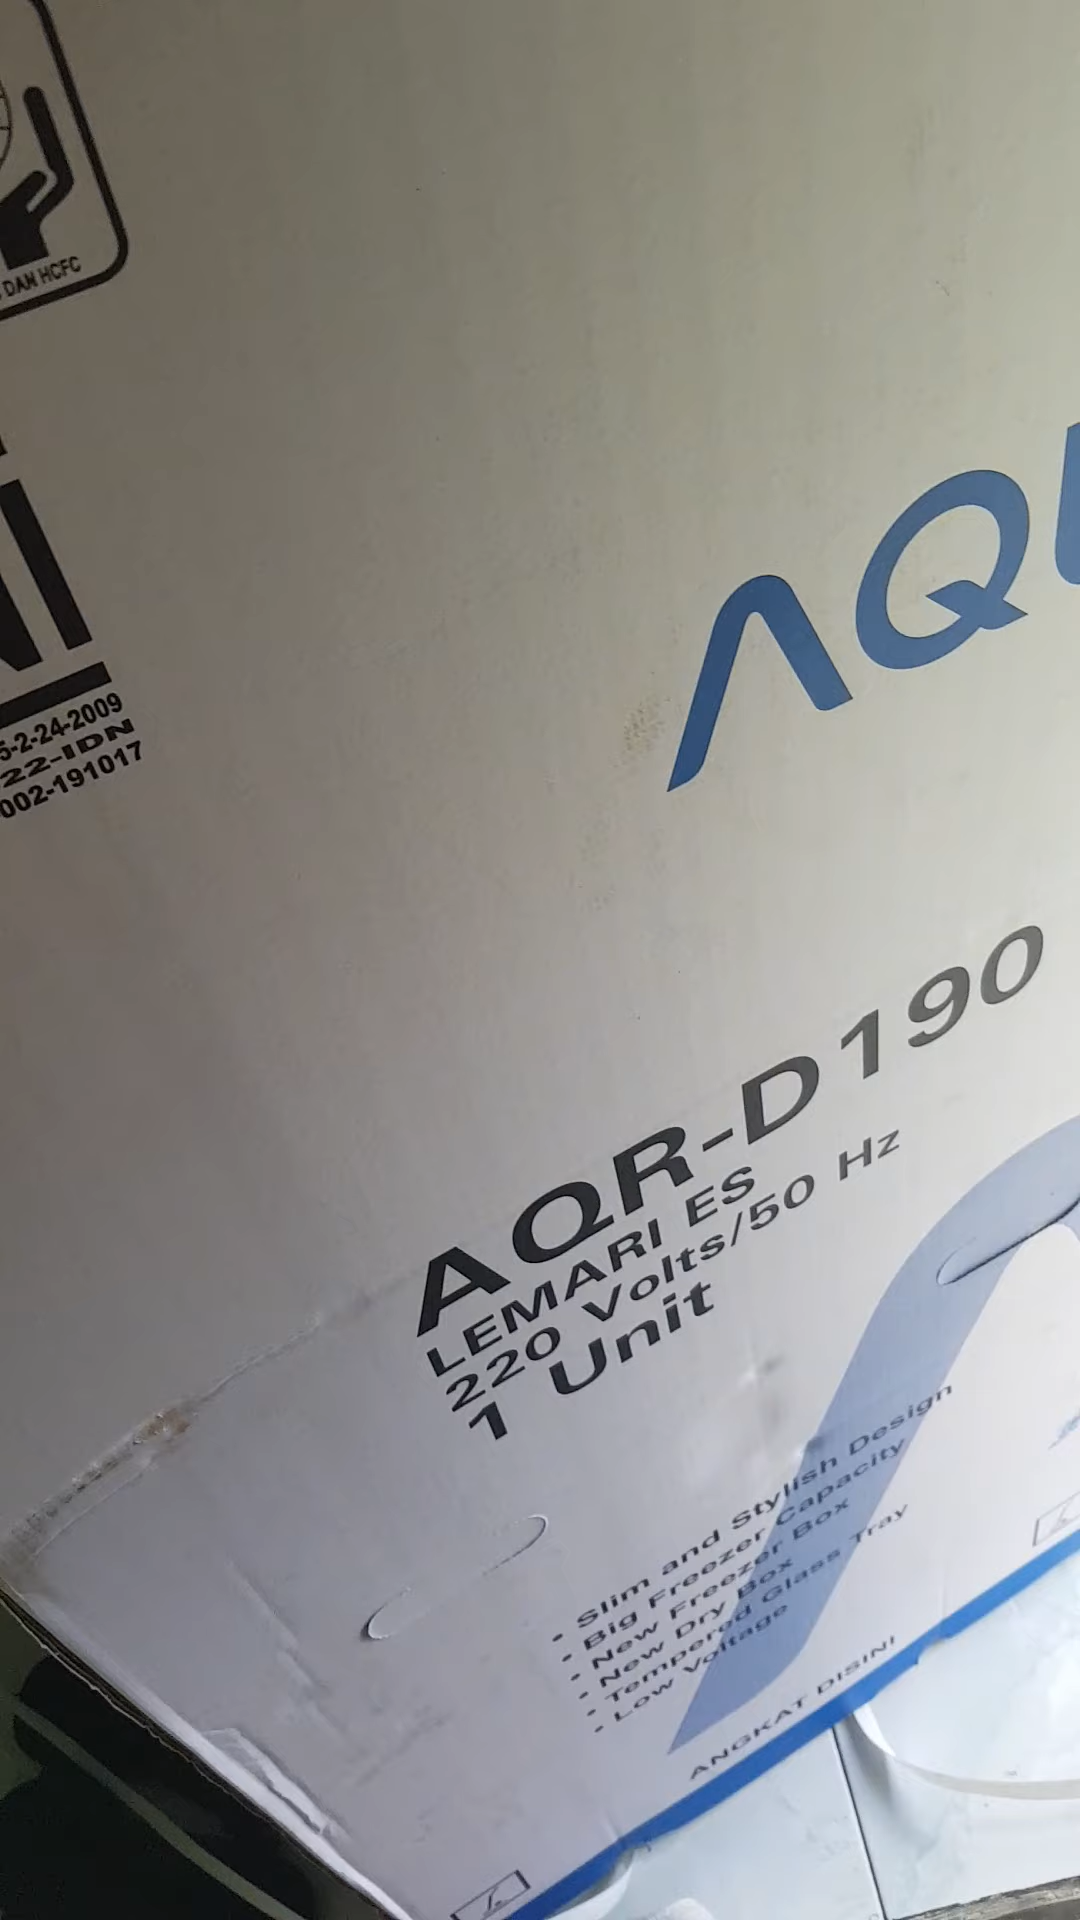 DAN HCFC
5-2-24-2009
22-IDN
002-191017
AQ
AQR-D190
LEMARI ES
220 Volts/50 Hz
1 Unit
- Slim and Stylish Design
- Big Freezer Capacity
- New Freezer Box
- New Dry Box
- Tempered Glass Tray
- Low Voltage
ANGKAT DISINI